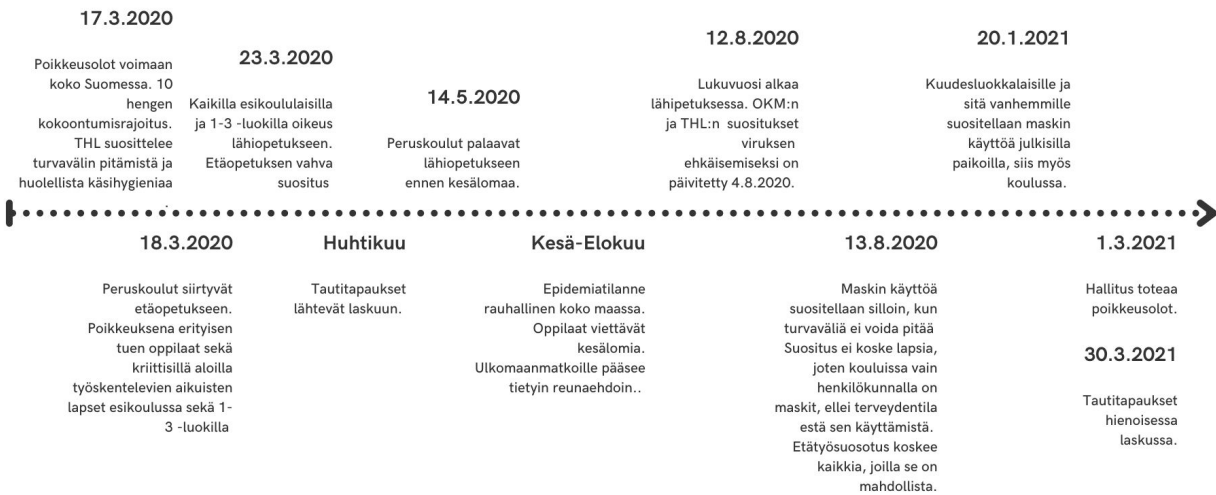 17.3.2020
Poikkeusolot voimaan
koko Suomessa. 10
hengen
kokoontumisrajoitus.
THL suosittelee
turvavälin pitämistä ja
huolellista käsihygieniaa
.
23.3.2020
Kaikilla esikoululaisilla
ja 1-3 -luokilla oikeus
lähiopetukseen.
Etäopetuksen vahva
suositus
14.5.2020
Peruskoulut palaavat
lähiopetukseen
ennen kesälomaa.
12.8.2020
Lukuvuosi alkaa
lähipetuksessa. OKM:n
ja THL:n suositukset
viruksen
ehkäisemiseksi on
päivitetty 4.8.2020.
20.1.2021
Kuudesluokkalaisille ja
sitä vanhemmille
suositellaan maskin
käyttöä julkisilla
paikoilla, siis myös
koulussa.
18.3.2020
Peruskoulut siirtyvät
etäopetukseen.
Poikkeuksena erityisen
tuen oppilaat sekä
kriittisillä aloilla
työskentelevien aikuisten
lapset esikoulussa sekä 1-
3 -luokilla
Huhtikuu
Tautitapaukset
lähtevät laskuun.
Kesä-Elokuu
Epidemiatilanne
rauhallinen koko maassa.
Oppilaat viettävät
kesälomia.
Ulkomaanmatkoille pääsee
tietyin reunaehdoin..
13.8.2020
Maskin käyttöä
suositellaan silloin, kun
turvaväliä ei voida pitää
Suositus ei koske lapsia,
joten kouluissa vain
henkilökunnalla on
maskit, ellei terveydentila
estä sen käyttämistä.
Etätyösuosotus koskee
kaikkia, joilla se on
mahdollista.
1.3.2021
Hallitus toteaa
poikkeusolot.
30.3.2021
Tautitapaukset
hienoisessa
laskussa.